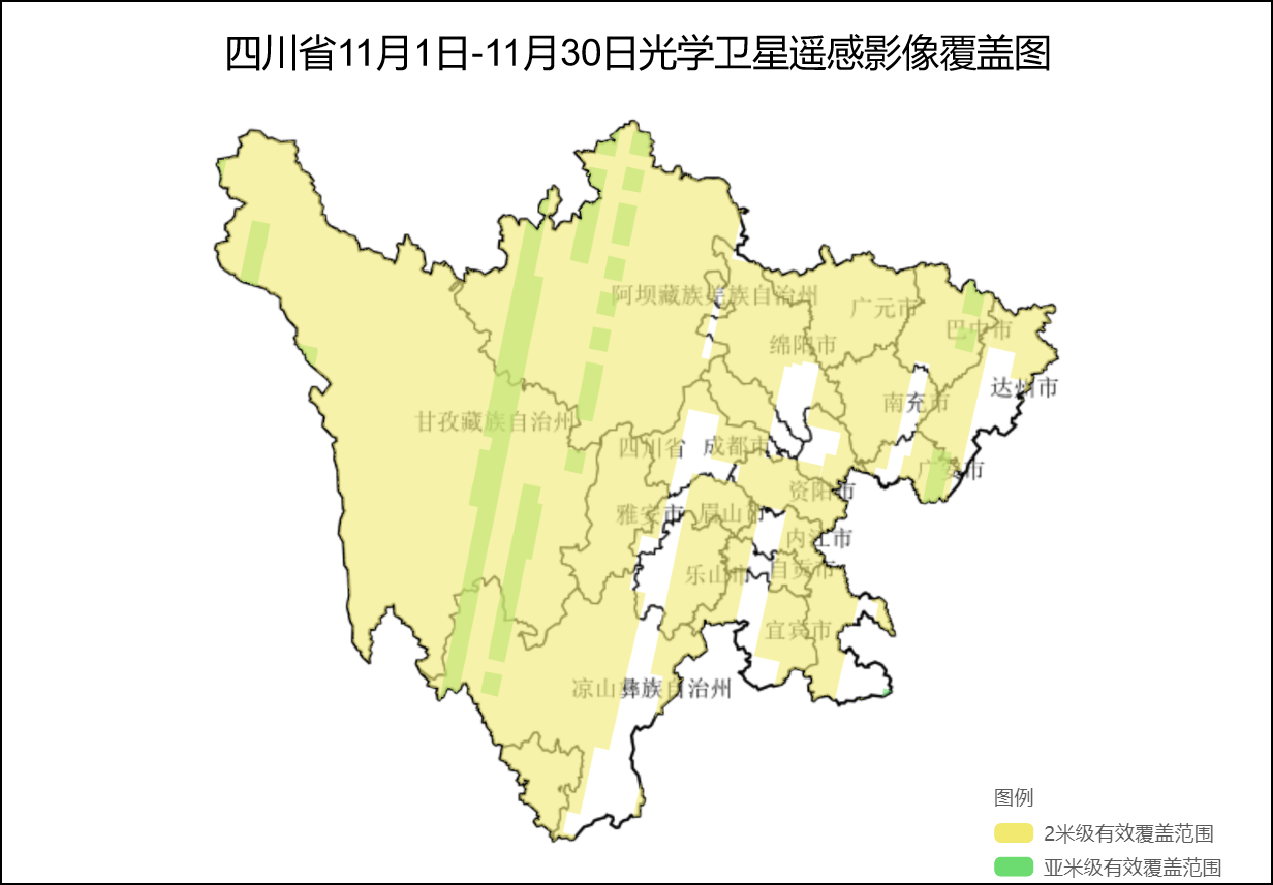 四川省11月1日-11月30日光学卫星遥感影像覆盖图
阿坝藏族羌族自治州
广元市
巴中市
绵阳市
达州市
南充市
甘孜藏族自治州
四川省
成都市
广安市
资阳市
雅安市
眉山市
内江市
乐山市
自贡市
宜宾市
凉山彝族自治州
图例
2米级有效覆盖范围
亚米级有效覆盖范围